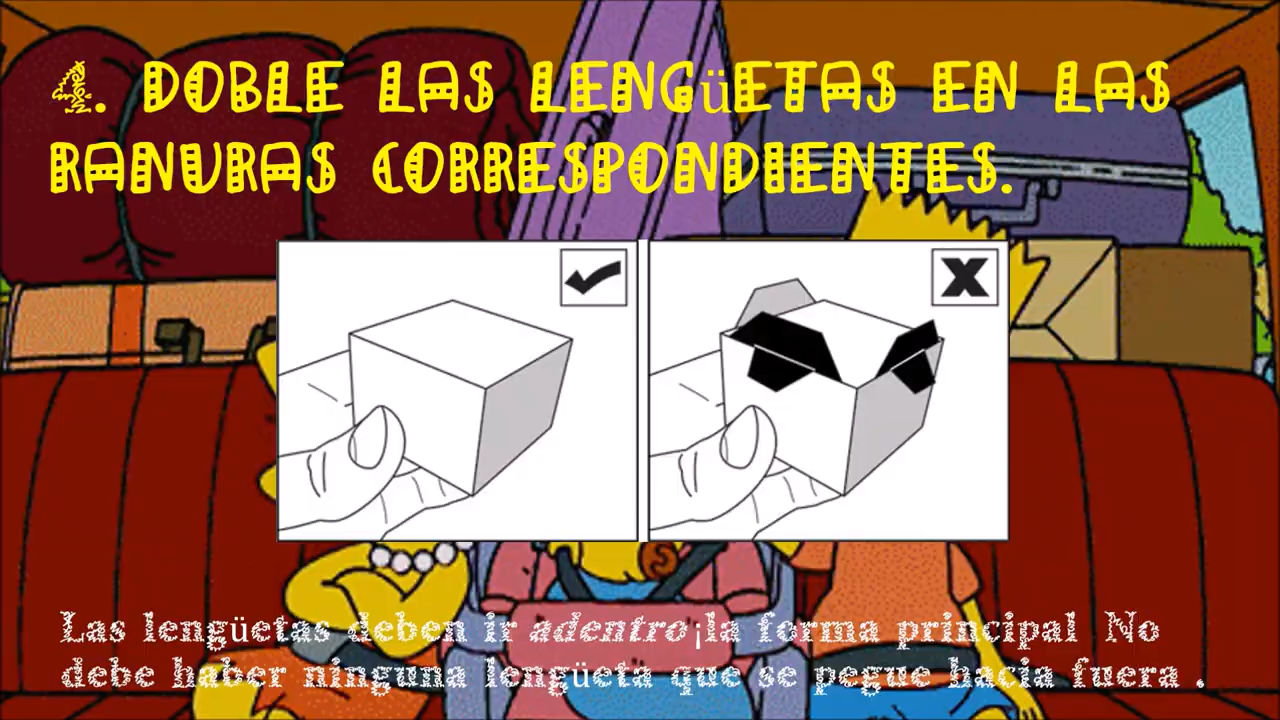 4. DOBLE LAS LENGüETAS EN LAS
RANURAS CORRESPONDIENTES.
Las lengüetas deben ir adentro¡la forma principal No
debe haber ninguna lengüeta que se pegue hacia fuera .